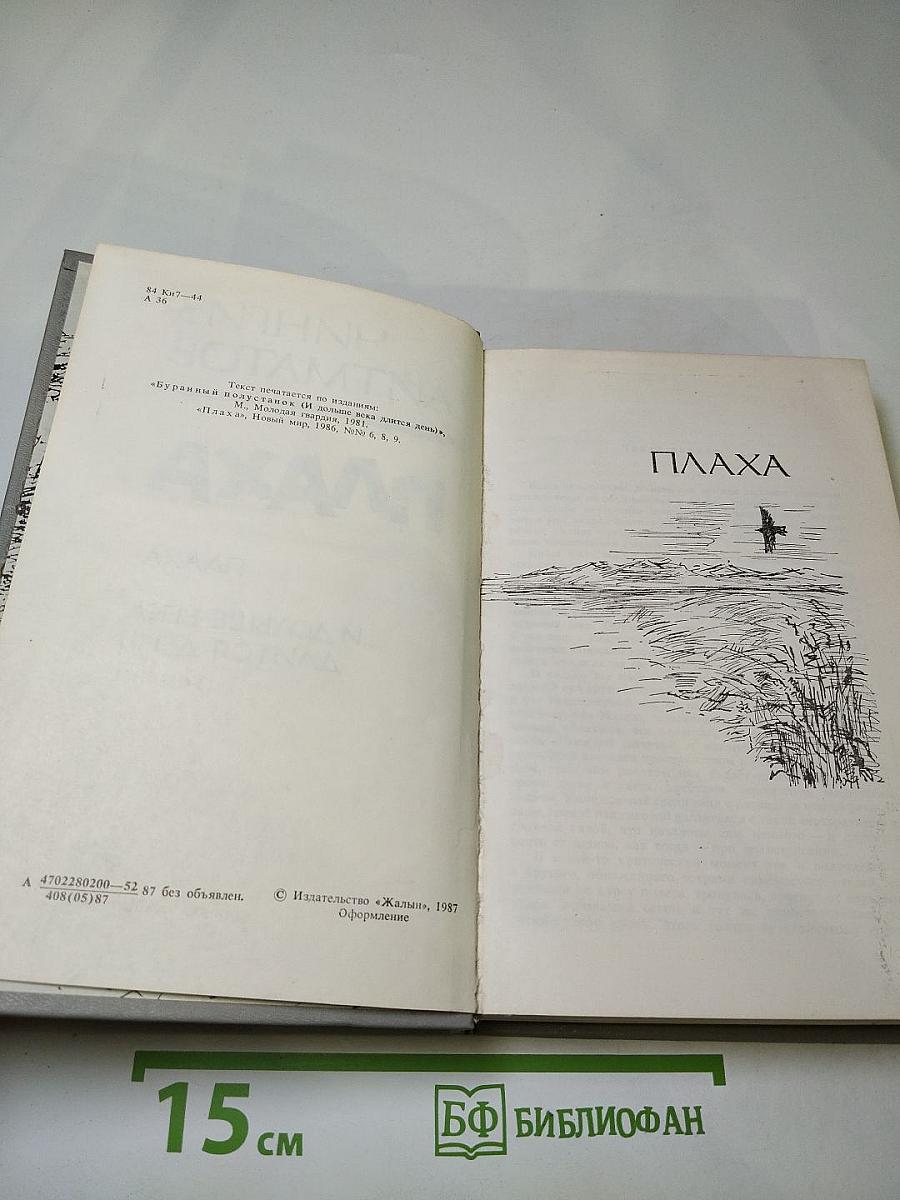 84 Ки7—44
А 36
Текст печатается по изданиям:
«Буранный полустанок (И дольше века длится день)»,
М., Молодая гвардия, 1981.
«Плаха», Новый мир, 1986, №№ 6, 8, 9.
А 4702280200—52 87 без объявлен.
408(05)87
© Издательство «Жалын», 1987
Оформление
ПЛАХА
15 см
БФ БИБЛИОФАН